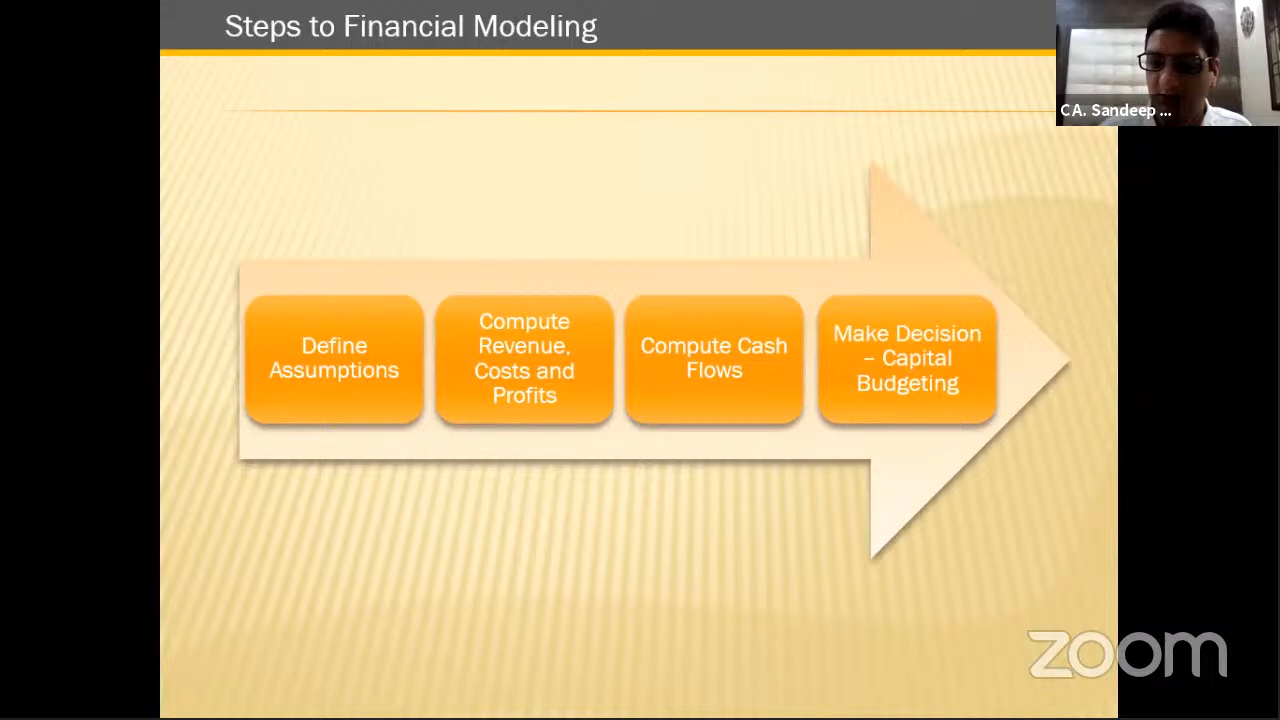 Steps to Financial Modeling
CA. Sandeep ...
Define
Assumptions
Compute
Revenue,
Costs and
Profits
Compute Cash
Flows
Make Decision
– Capital
Budgeting
zoom